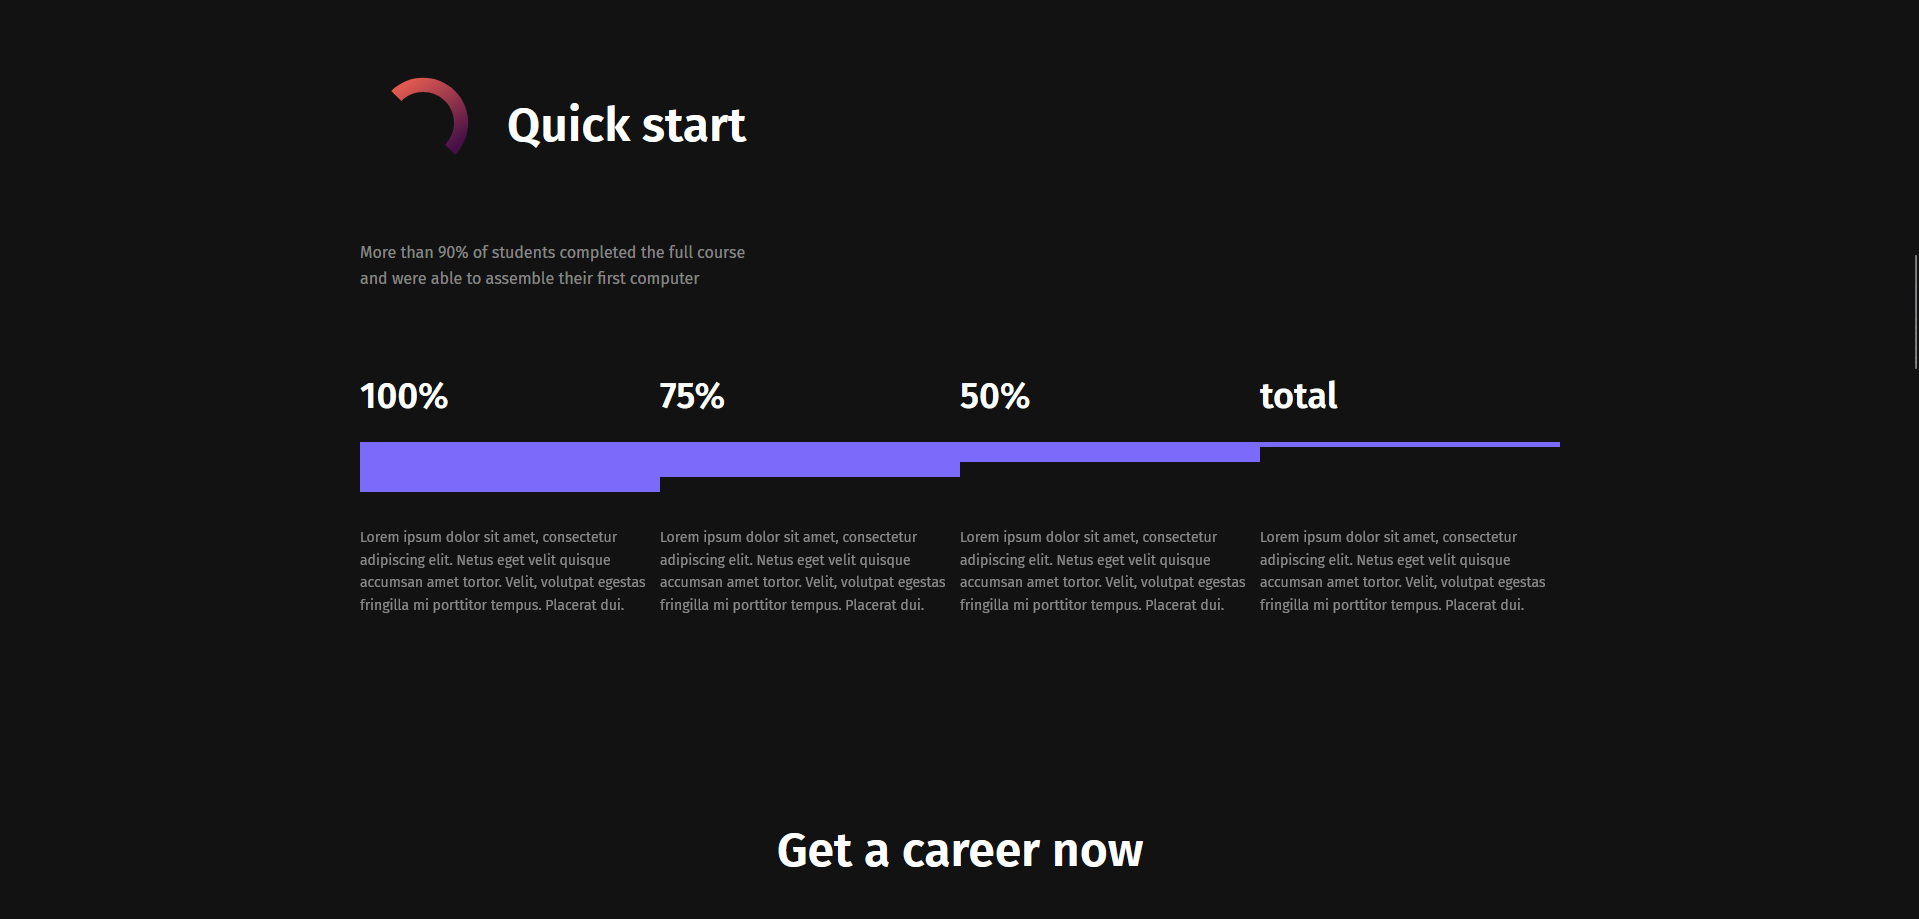 Quick start
More than 90% of students completed the full course
and were able to assemble their first computer
100%
75%
50%
total
Lorem ipsum dolor sit amet, consectetur
adipiscing elit. Netus eget velit quisque
accumsan amet tortor. Velit, volutpat egestas
fringilla mi porttitor tempus. Placerat dui.
Lorem ipsum dolor sit amet, consectetur
adipiscing elit. Netus eget velit quisque
accumsan amet tortor. Velit, volutpat egestas
fringilla mi porttitor tempus. Placerat dui.
Lorem ipsum dolor sit amet, consectetur
adipiscing elit. Netus eget velit quisque
accumsan amet tortor. Velit, volutpat egestas
fringilla mi porttitor tempus. Placerat dui.
Lorem ipsum dolor sit amet, consectetur
adipiscing elit. Netus eget velit quisque
accumsan amet tortor. Velit, volutpat egestas
fringilla mi porttitor tempus. Placerat dui.
Get a career now